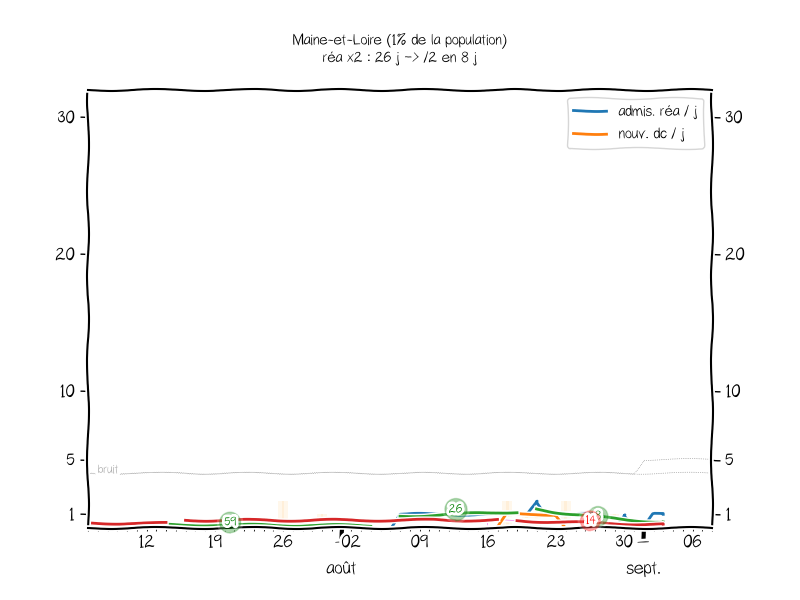 Maine-et-Loire (1% de la population)
réa x2 : 26 j -> /2 en 8 j
admis. réa / j
nouv. dc / j
30 30
20 20
10 10
5 5
bruit
1 1
59 26 14
12 19 26 02 09 16 23 30 06
août sept.